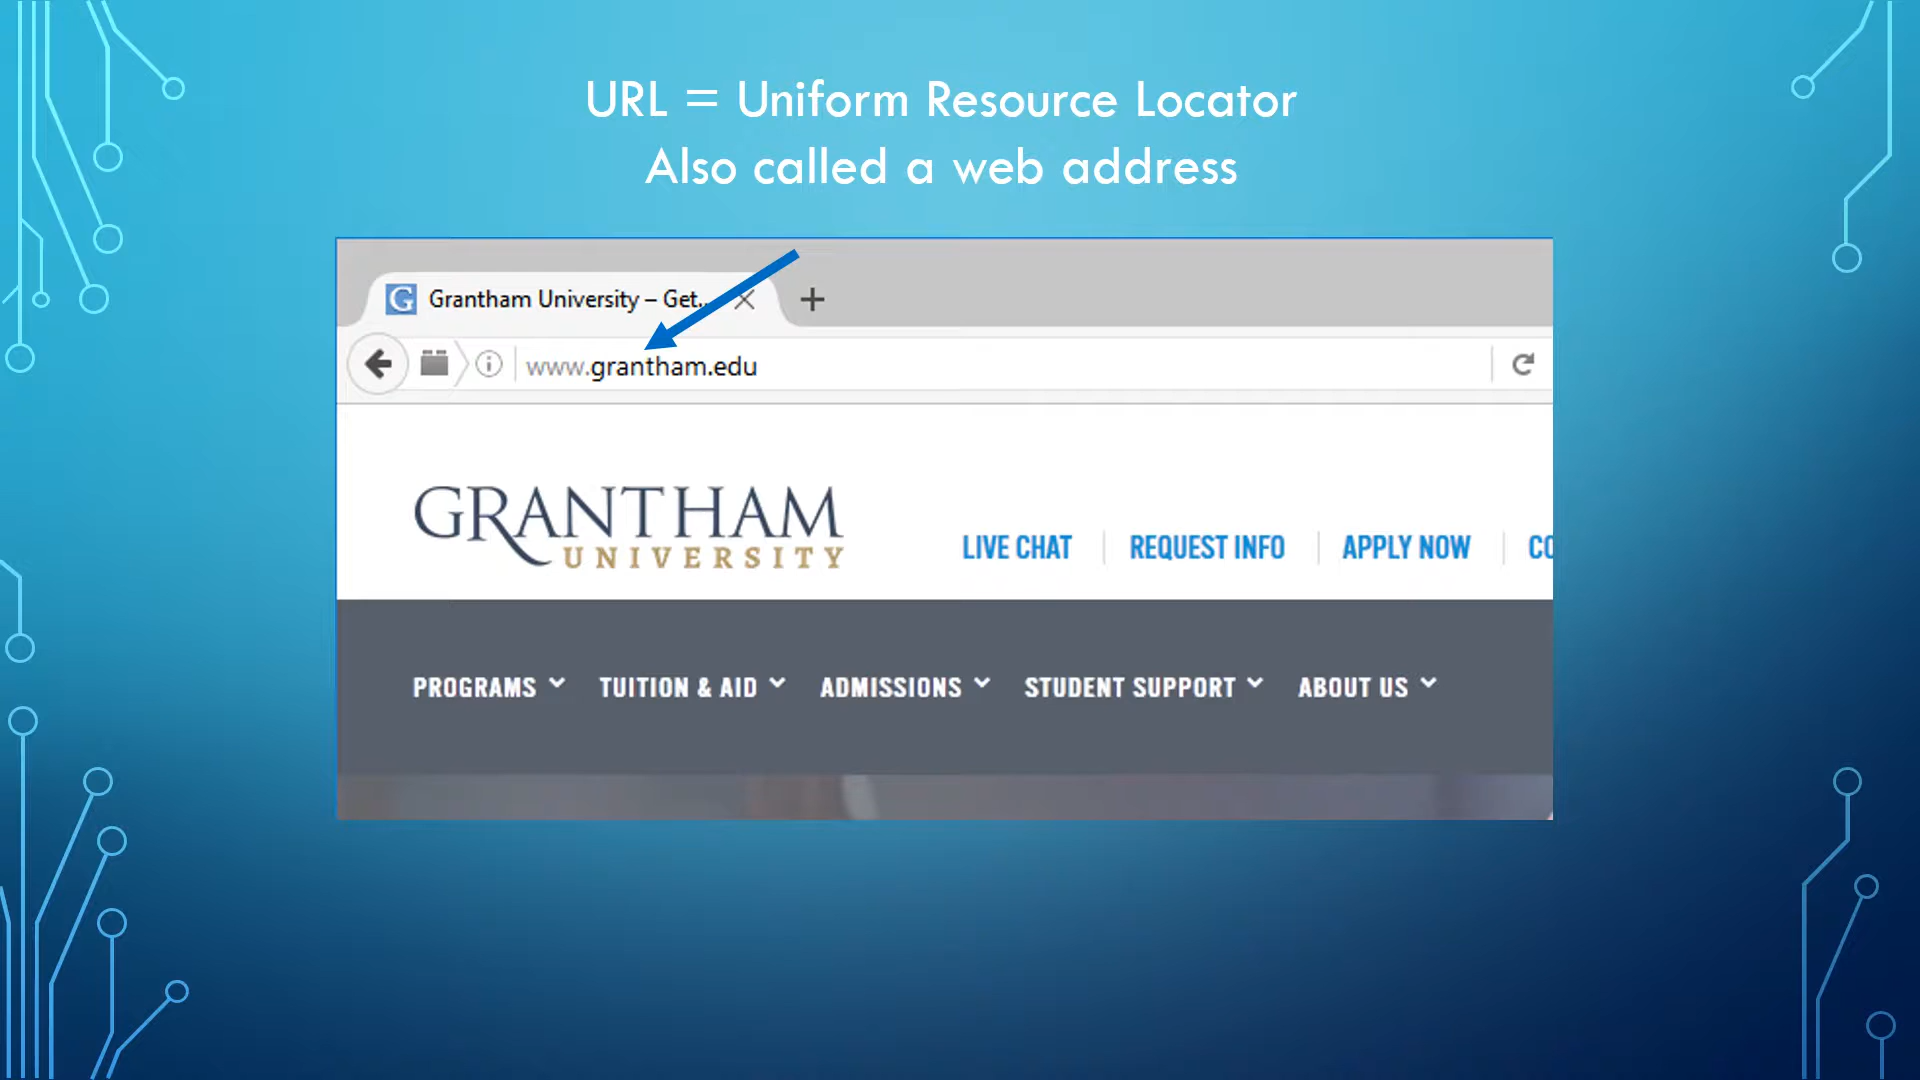 URL = Uniform Resource Locator
Also called a web address
G Grantham University – Get..
www.grantham.edu
GRANTHAM
UNIVERSITY
LIVE CHAT REQUEST INFO APPLY NOW CO
PROGRAMS TUITION & AID ADMISSIONS STUDENT SUPPORT ABOUT US